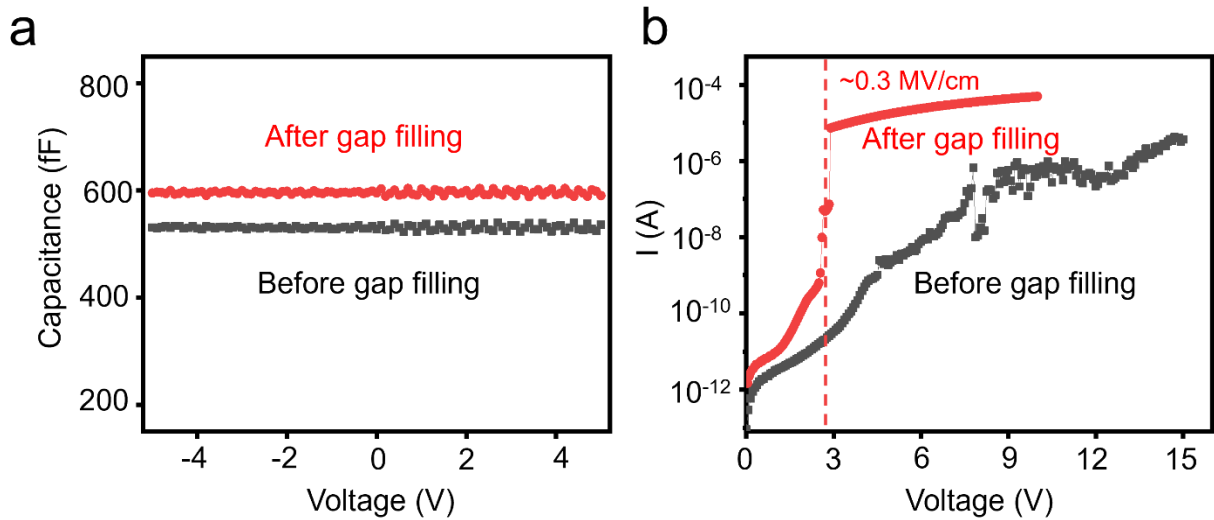 a
800
600
400
200
After gap filling
Before gap filling
Capacitance (fF)
-4
-2
0
2
4
Voltage (V)
b
~0.3 MV/cm
After gap filling
Before gap filling
10⁻⁴
10⁻⁶
10⁻⁸
10⁻¹⁰
10⁻¹²
I (A)
0
3
6
9
12
15
Voltage (V)